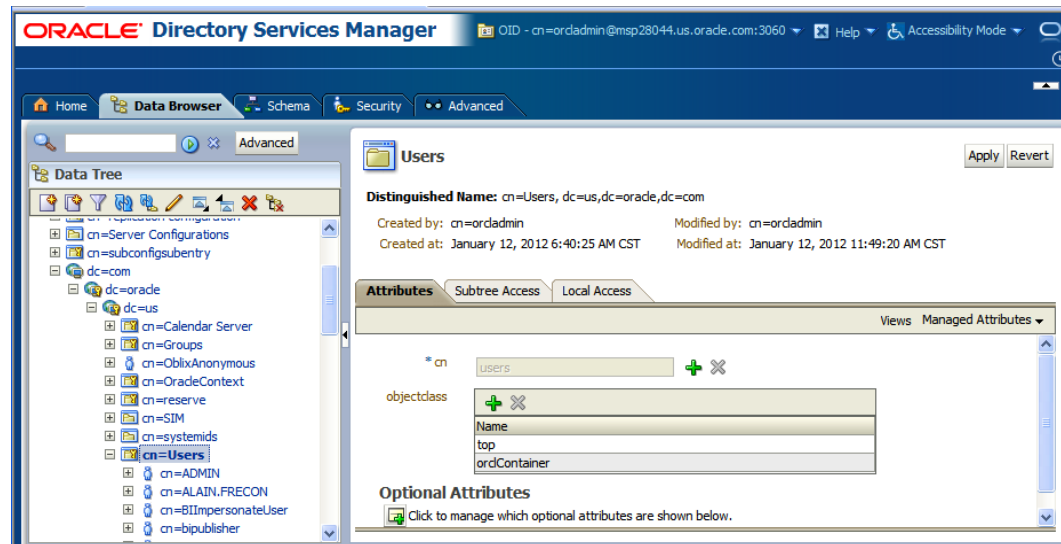 ORACLE Directory Services Manager
OID - cn=orcladmin@msp28044.us.oracle.com:3060 Help Accessibility Mode
Home Data Browser Schema Security Advanced
Advanced
Data Tree
cn=replication configuration
cn=Server Configurations
cn=subconfigsubentry
dc=com
dc=oracle
dc=us
cn=Calendar Server
cn=Groups
cn=OblixAnonymous
cn=OracleContext
cn=reserve
cn=SIM
cn=systemids
cn=Users
cn=ADMIN
cn=ALAIN.FRECON
cn=BIImpersonateUser
cn=bipublisher
Users
Apply Revert
Distinguished Name: cn=Users, dc=us,dc=oracle,dc=com
Created by: cn=orcladmin Modified by: cn=orcladmin
Created at: January 12, 2012 6:40:25 AM CST Modified at: January 12, 2012 11:49:20 AM CST
Attributes Subtree Access Local Access
Views Managed Attributes
* cn users
objectclass
Name
top
orclContainer
Optional Attributes
Click to manage which optional attributes are shown below.